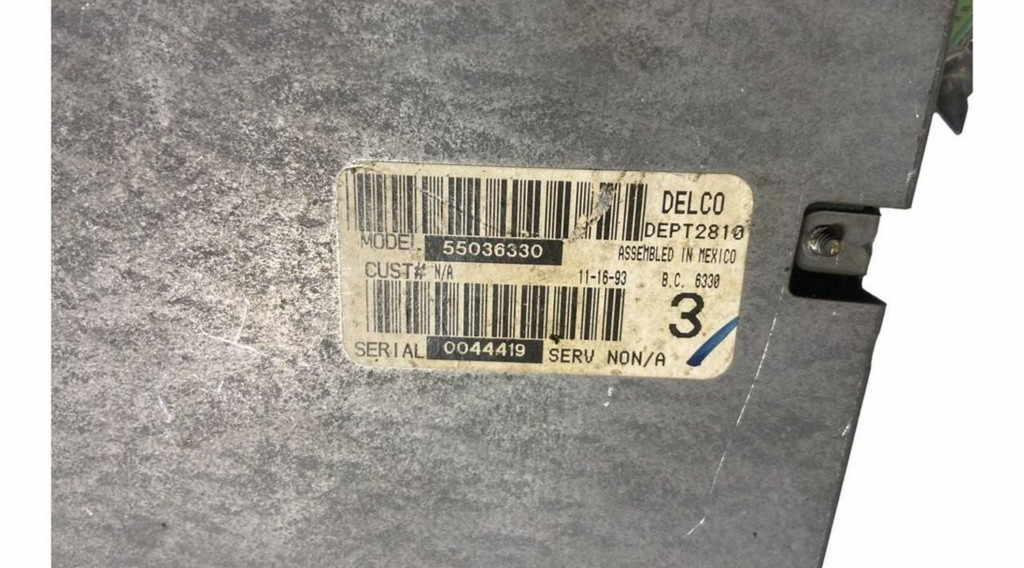 DELCO
DEPT2810
MODEL 55036330
ASSEMBLED IN MEXICO
CUST# N/A 11-16-93 B.C. 6330
3
SERIAL 0044419 SERV NON/A